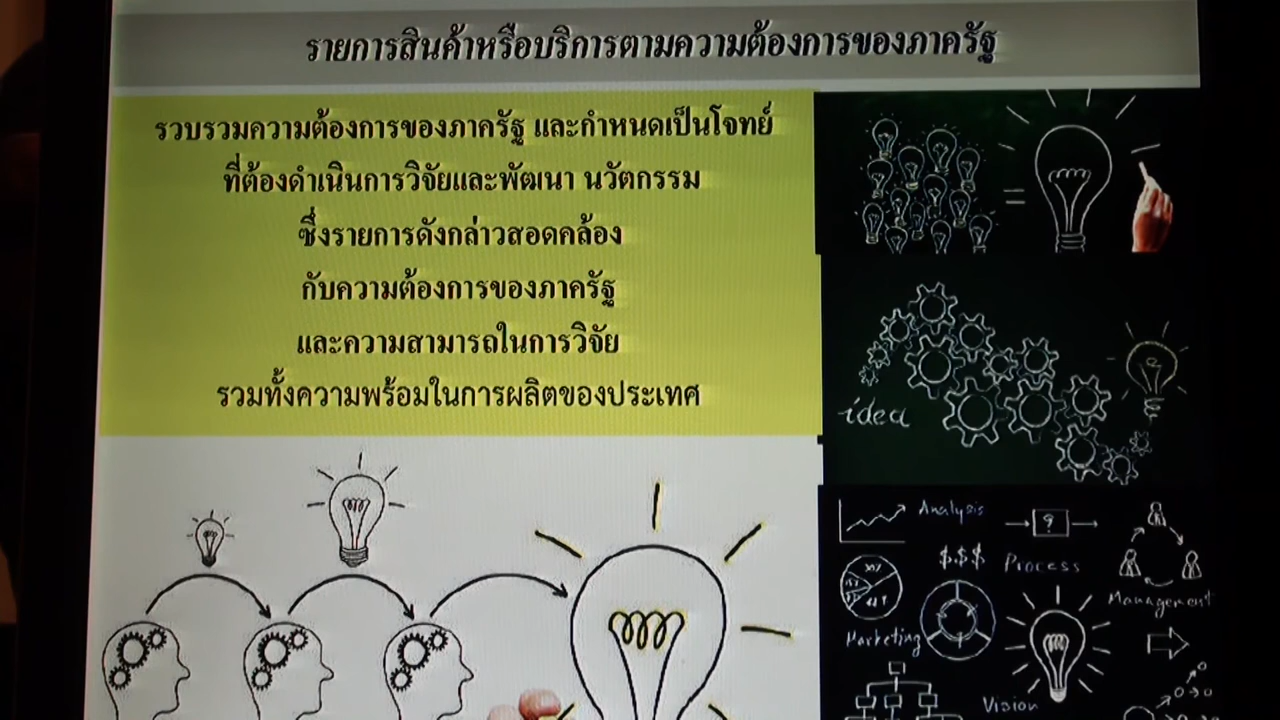 รายการสินค้าหรือบริการตามความต้องการของภาครัฐ
รวบรวมความต้องการของภาครัฐ และกำหนดเป็นโจทย์
ที่ต้องดำเนินการวิจัยและพัฒนา นวัตกรรม
ซึ่งรายการดังกล่าวสอดคล้อง
กับความต้องการของภาครัฐ
และความสามารถในการวิจัย
รวมทั้งความพร้อมในการผลิตของประเทศ
=
idea
Analysis
?
$.$.$
Process
Management
Marketing
Vision